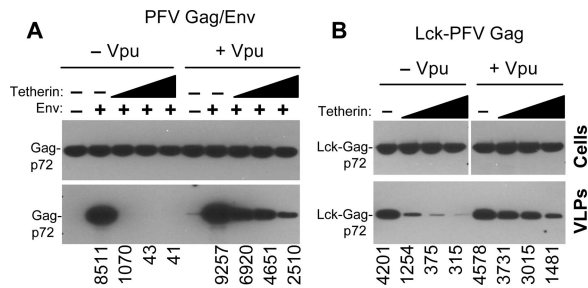 A
PFV Gag/Env
– Vpu
+ Vpu
Tetherin: – – – –
Env: – + + + + – + + + +
Gag-p72
Gag-p72
8511 1070 43 41 9257 6920 4651 2510
B
Lck-PFV Gag
– Vpu
+ Vpu
Tetherin: – –
Lck-Gag-p72
Cells
Lck-Gag-p72
VLPs
4201 1254 375 315 4578 3731 3015 1481